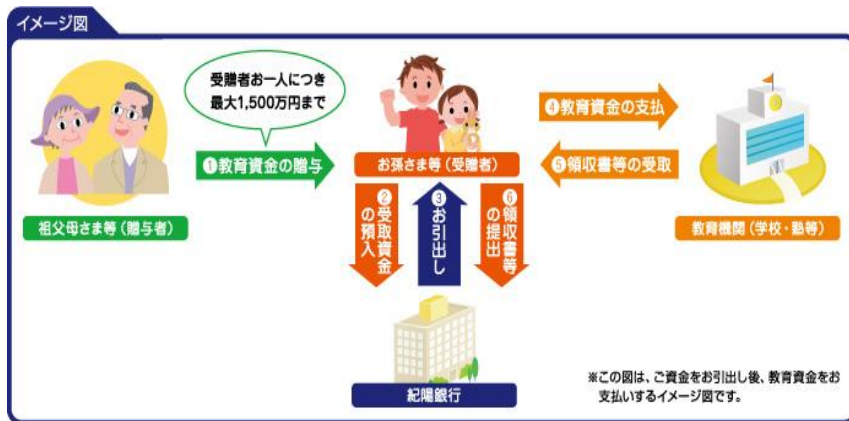 イメージ図
受贈者お一人につき
最大1,500万円まで
❶教育資金の贈与
祖父母さま等(贈与者)
お孫さま等(受贈者)
❹教育資金の支払
❺領収書等の受取
教育機関(学校・塾等)
❷受取資金
の預入
❸お引出し
❻領収書等
の提出
紀陽銀行
※この図は、ご資金をお引出し後、教育資金をお
支払いするイメージ図です。